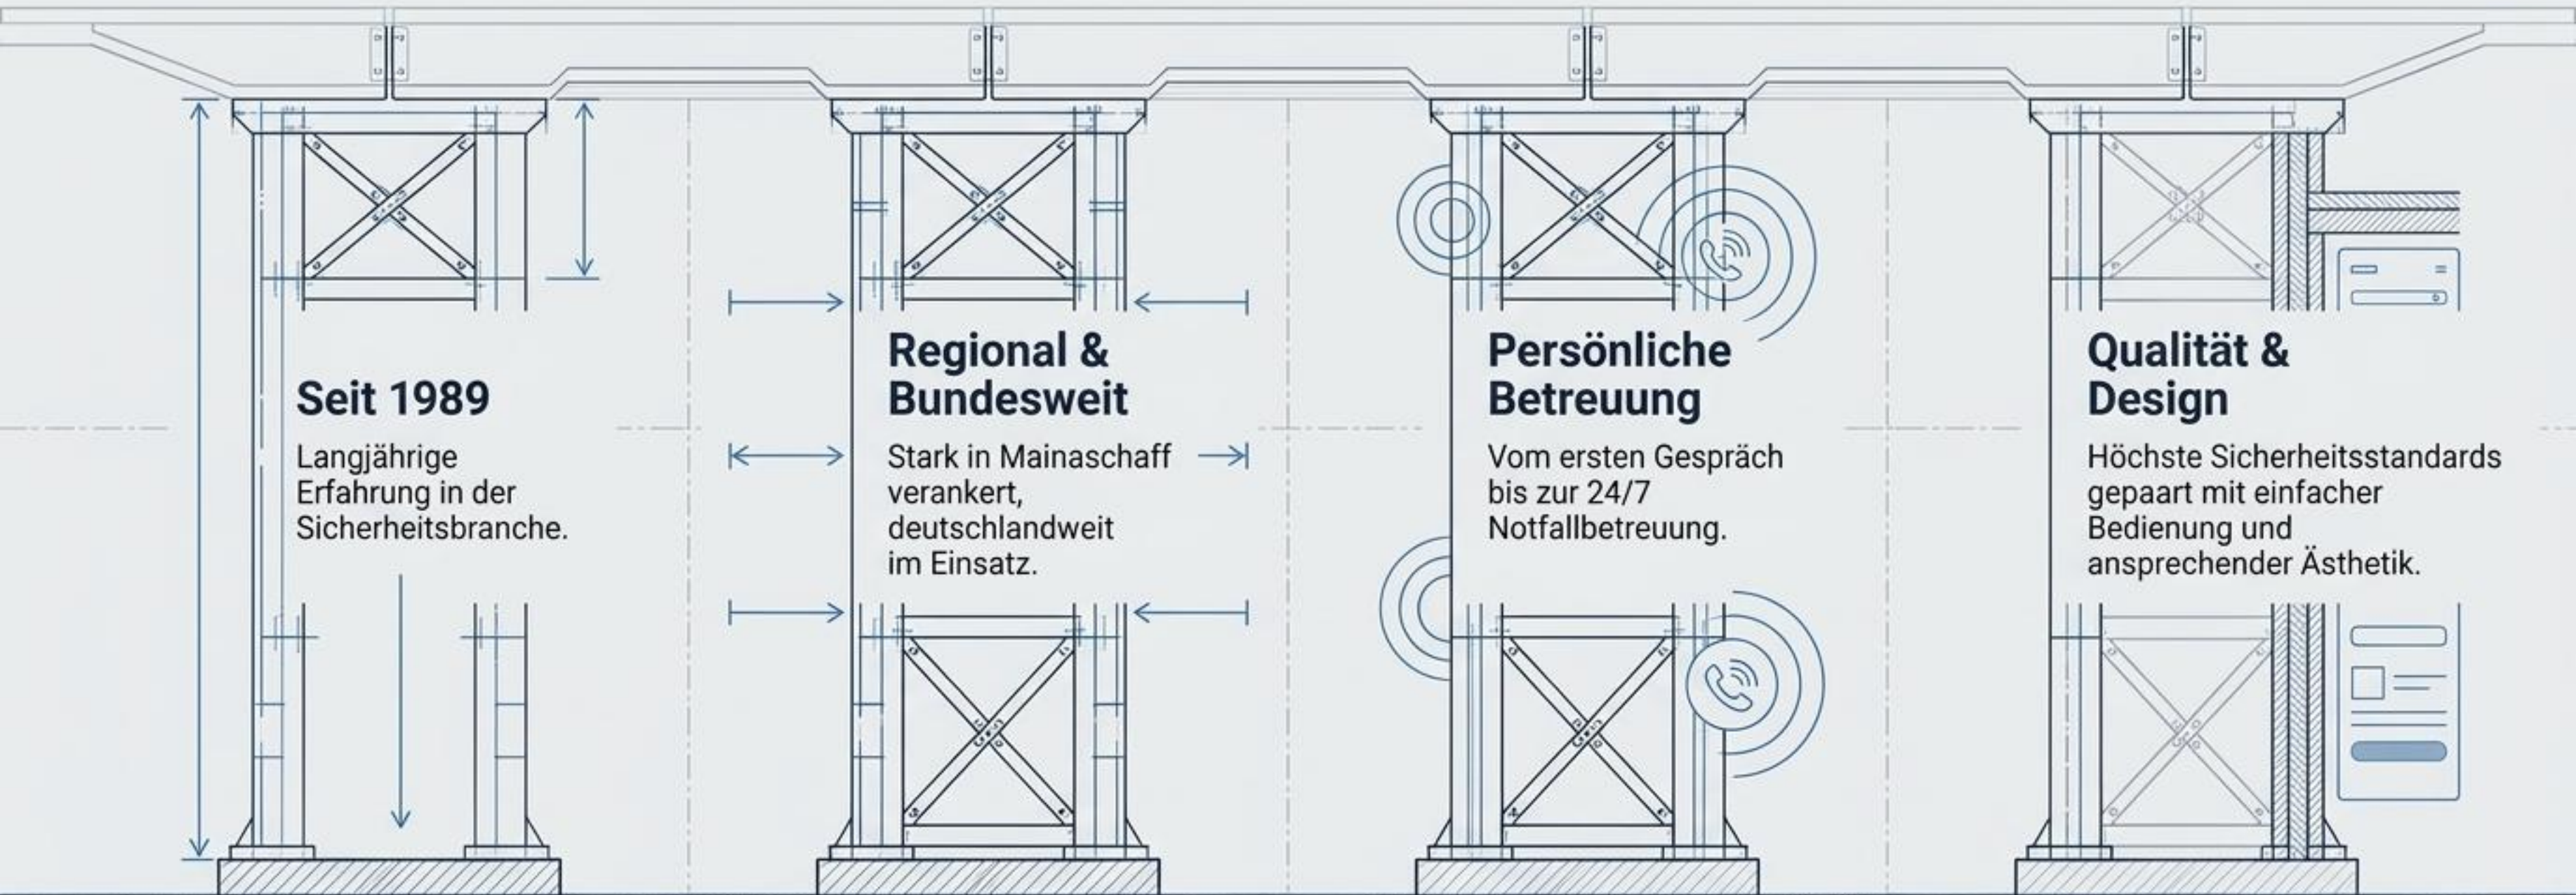 Seit 1989
Langjährige
Erfahrung in der
Sicherheitsbranche.
Regional &
Bundesweit
Stark in Mainaschaff
verankert,
deutschlandweit
im Einsatz.
Persönliche
Betreuung
Vom ersten Gespräch
bis zur 24/7
Notfallbetreuung.
Qualität &
Design
Höchste Sicherheitsstandards
gepaart mit einfacher
Bedienung und
ansprechender Ästhetik.